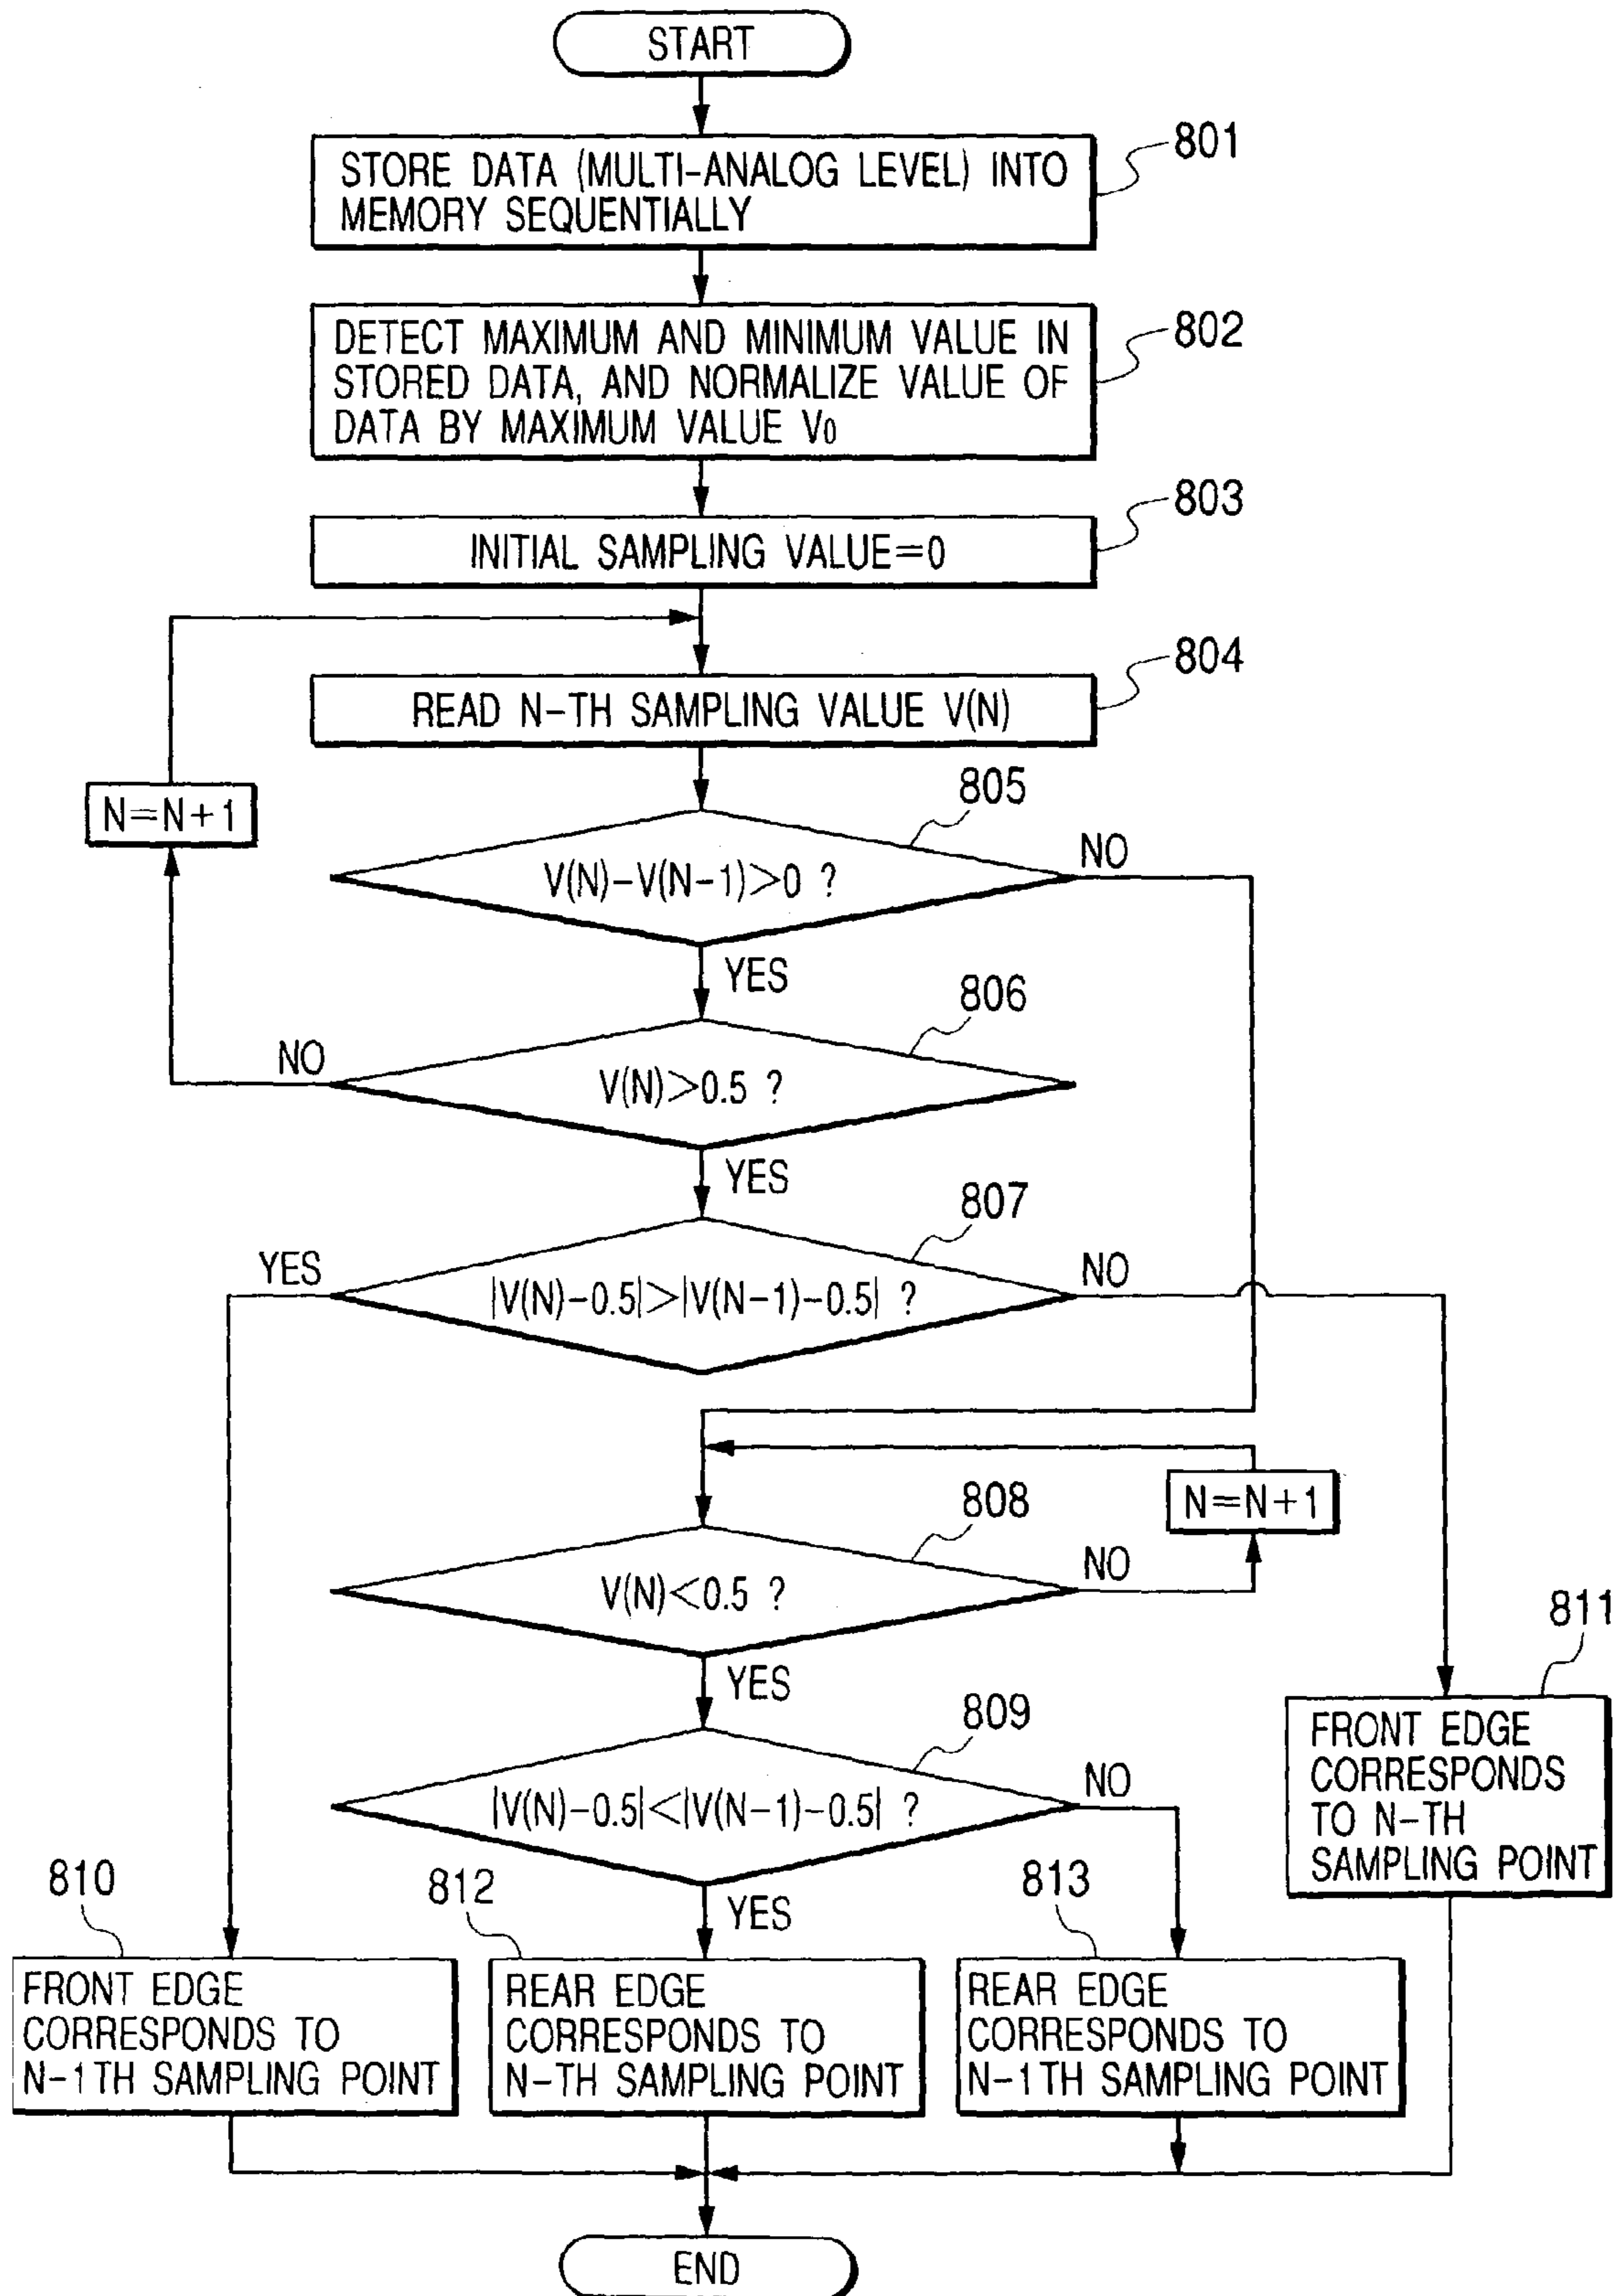 START
801
STORE DATA (MULTI-ANALOG LEVEL) INTO
MEMORY SEQUENTIALLY
802
DETECT MAXIMUM AND MINIMUM VALUE IN
STORED DATA, AND NORMALIZE VALUE OF
DATA BY MAXIMUM VALUE V0
803
INITIAL SAMPLING VALUE=0
804
READ N-TH SAMPLING VALUE V(N)
N=N+1
805
V(N)-V(N-1)>0 ?
NO
YES
806
NO
V(N)>0.5 ?
YES
807
YES
|V(N)-0.5|>|V(N-1)-0.5| ?
NO
808
N=N+1
V(N)<0.5 ?
NO
YES
811
FRONT EDGE
CORRESPONDS
TO N-TH
SAMPLING POINT
809
|V(N)-0.5|<|V(N-1)-0.5| ?
NO
YES
810
FRONT EDGE
CORRESPONDS TO
N-1TH SAMPLING POINT
812
REAR EDGE
CORRESPONDS TO
N-TH SAMPLING POINT
813
REAR EDGE
CORRESPONDS TO
N-1TH SAMPLING POINT
END